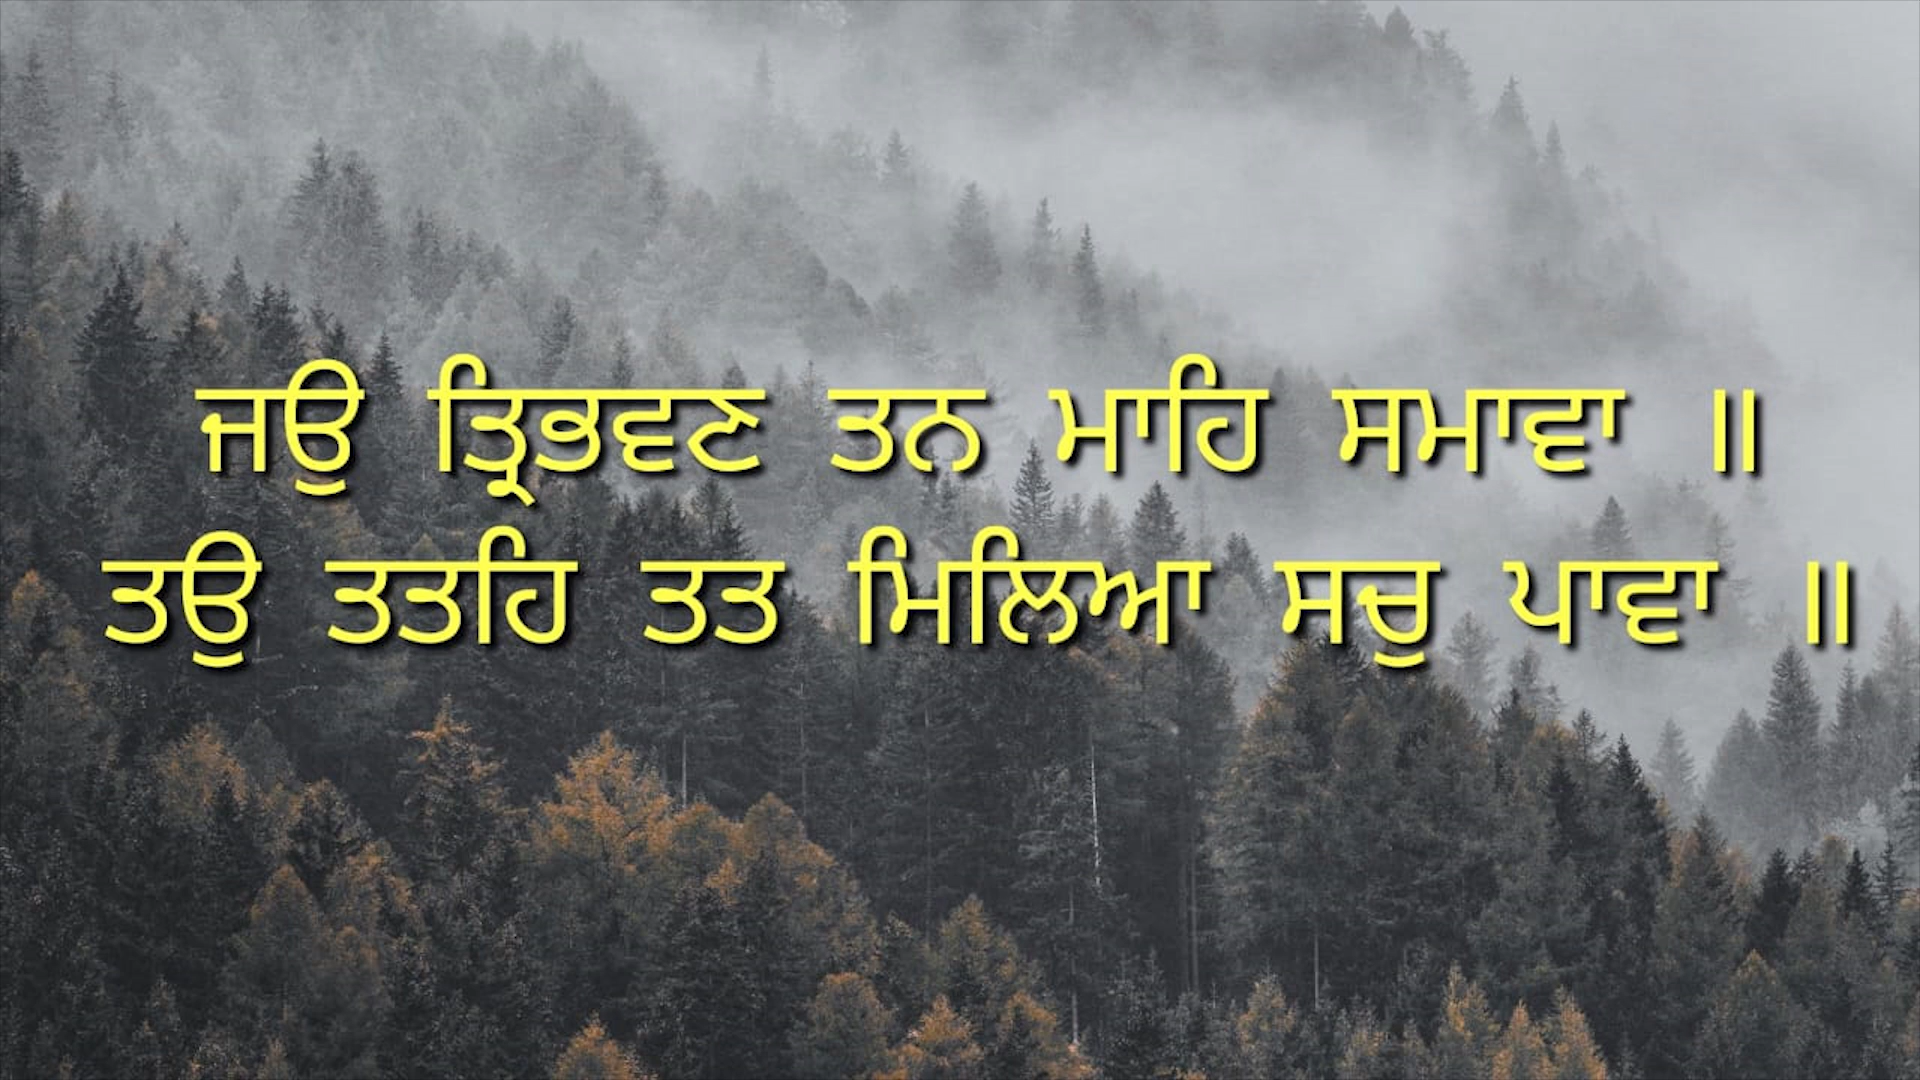 ਜਉ ਤ੍ਰਿਭਵਣ ਤਨ ਮਾਹਿ ਸਮਾਵਾ ॥
ਤਉ ਤਤਹਿ ਤਤ ਮਿਲਿਆ ਸਚੁ ਪਾਵਾ ॥